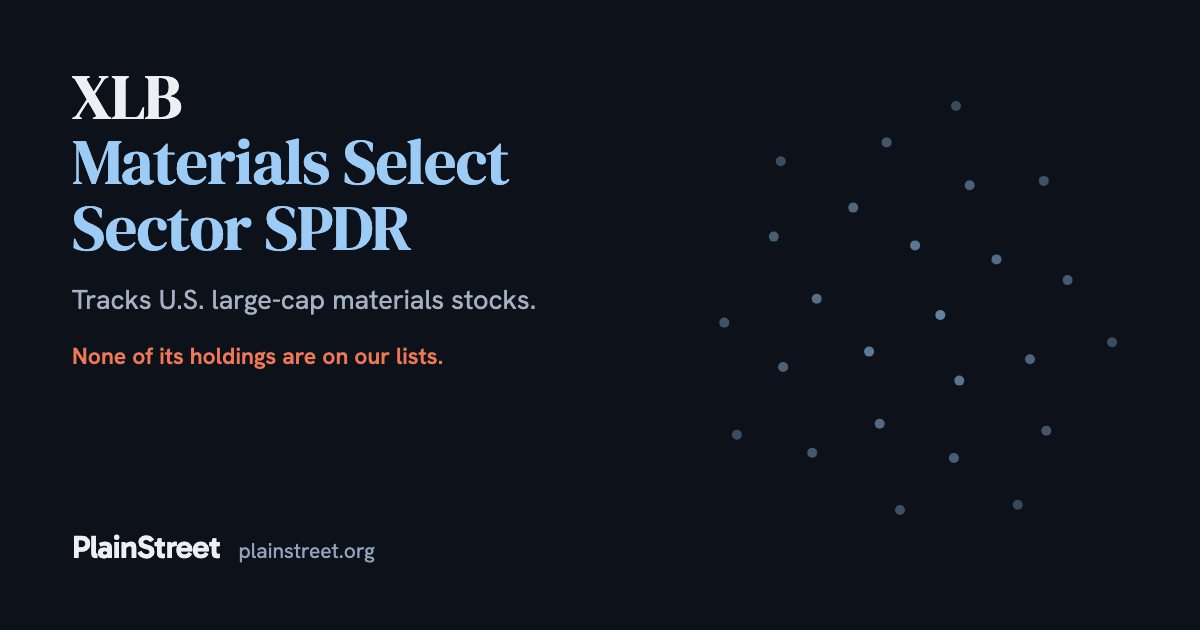 XLB
Materials Select
Sector SPDR
Tracks U.S. large-cap materials stocks.
None of its holdings are on our lists.
PlainStreet plainstreet.org